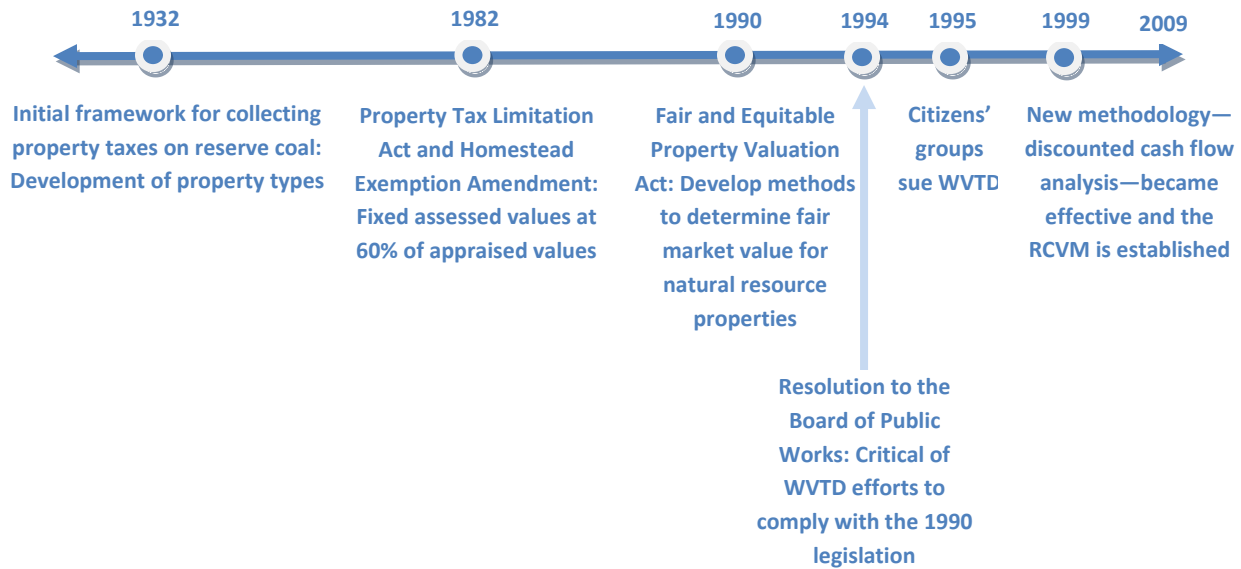 1932
1982
1990
1994
1995
1999
2009
Initial framework for collecting
property taxes on reserve coal:
Development of property types
Property Tax Limitation
Act and Homestead
Exemption Amendment:
Fixed assessed values at
60% of appraised values
Fair and Equitable
Property Valuation
Act: Develop methods
to determine fair
market value for
natural resource
properties
Citizens’
groups
sue WVTD
New methodology—
discounted cash flow
analysis—became
effective and the
RCVM is established
Resolution to the
Board of Public
Works: Critical of
WVTD efforts to
comply with the 1990
legislation